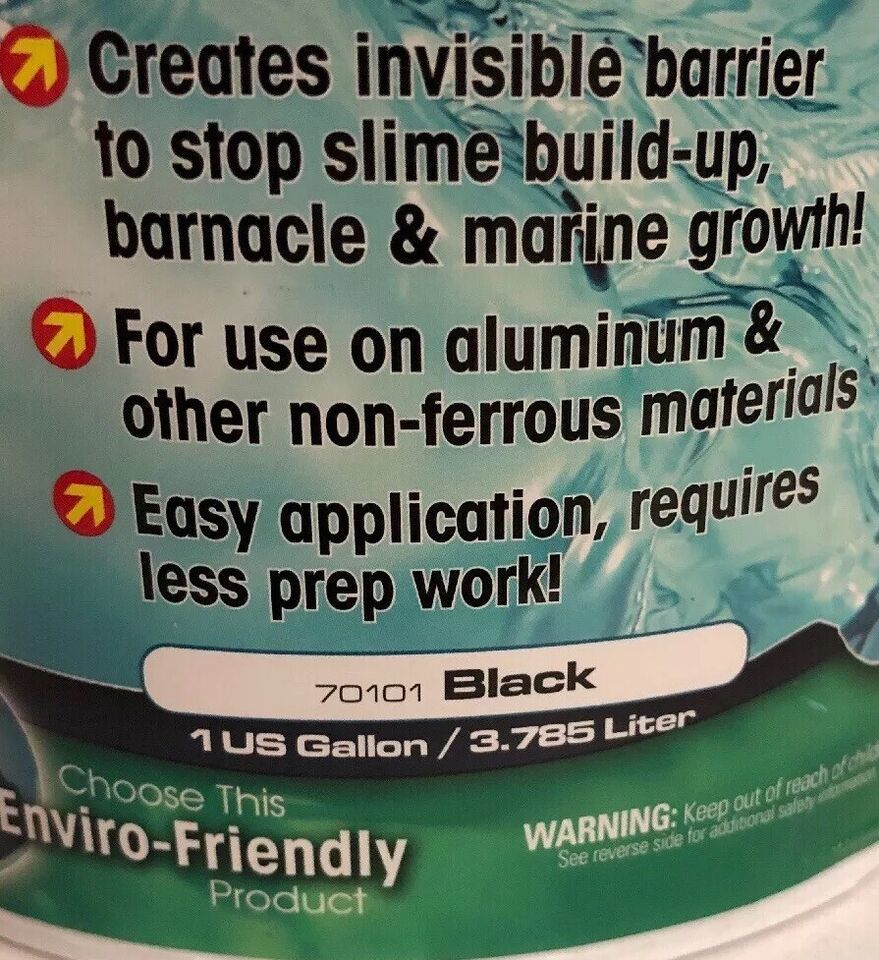 Creates invisible barrier
to stop slime build-up,
barnacle & marine growth!
For use on aluminum &
other non-ferrous materials
Easy application, requires
less prep work!
70101 Black
1 US Gallon / 3.785 Liter
Choose This
Enviro-Friendly
Product
WARNING: Keep out of reach of
See reverse side for additional safety information